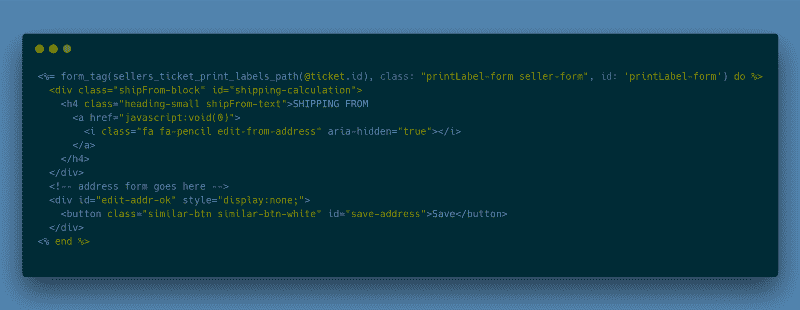 <%= form_tag(sellers_ticket_print_labels_path(@ticket.id), class: "printLabel-form seller-form", id: 'printLabel-form') do %>
<div class="shipFrom-block" id="shipping-calculation">
<h4 class="heading-small shipFrom-text">SHIPPING FROM
<a href="javascript:void(0)">
<i class="fa fa-pencil edit-from-address" aria-hidden="true"></i>
</a>
</h4>
</div>
<!-- address form goes here -->
<div id="edit-addr-ok" style="display:none;">
<button class="similar-btn similar-btn-white" id="save-address">Save</button>
</div>
<% end %>